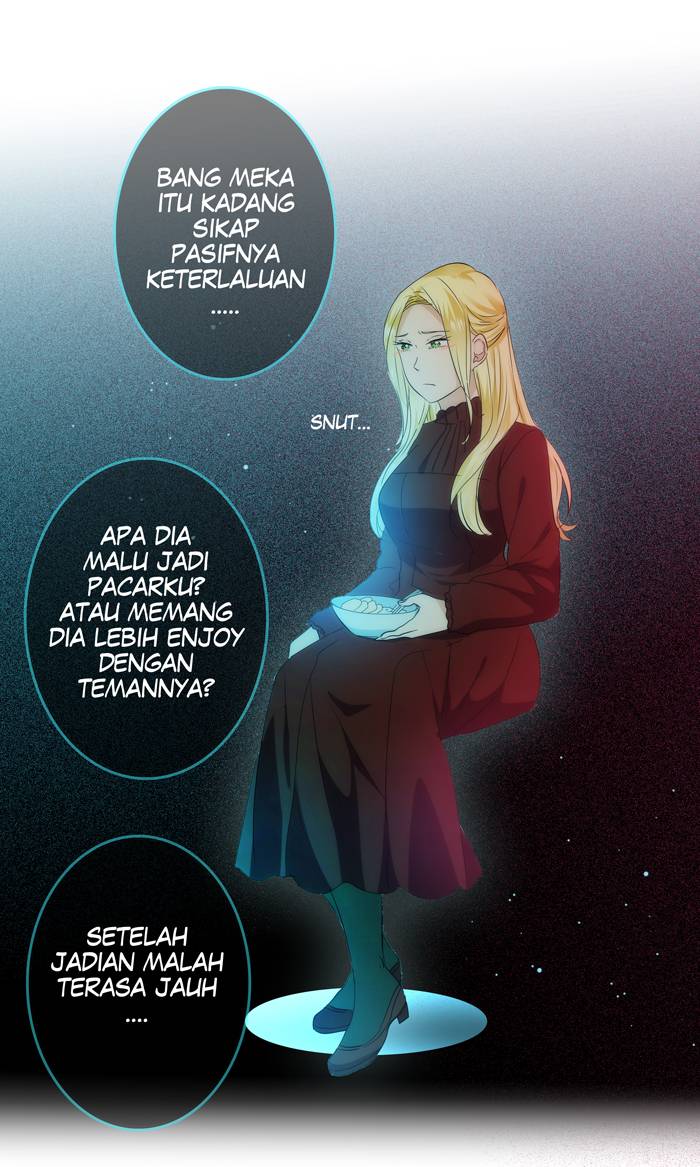 BANG MEKA
ITU KADANG
SIKAP
PASIFNYA
KETERLALUAN
.....
SNUT...
APA DIA
MALU JADI
PACARKU?
ATAU MEMANG
DIA LEBIH ENJOY
DENGAN
TEMANNYA?
SETELAH
JADIAN MALAH
TERASA JAUH
....